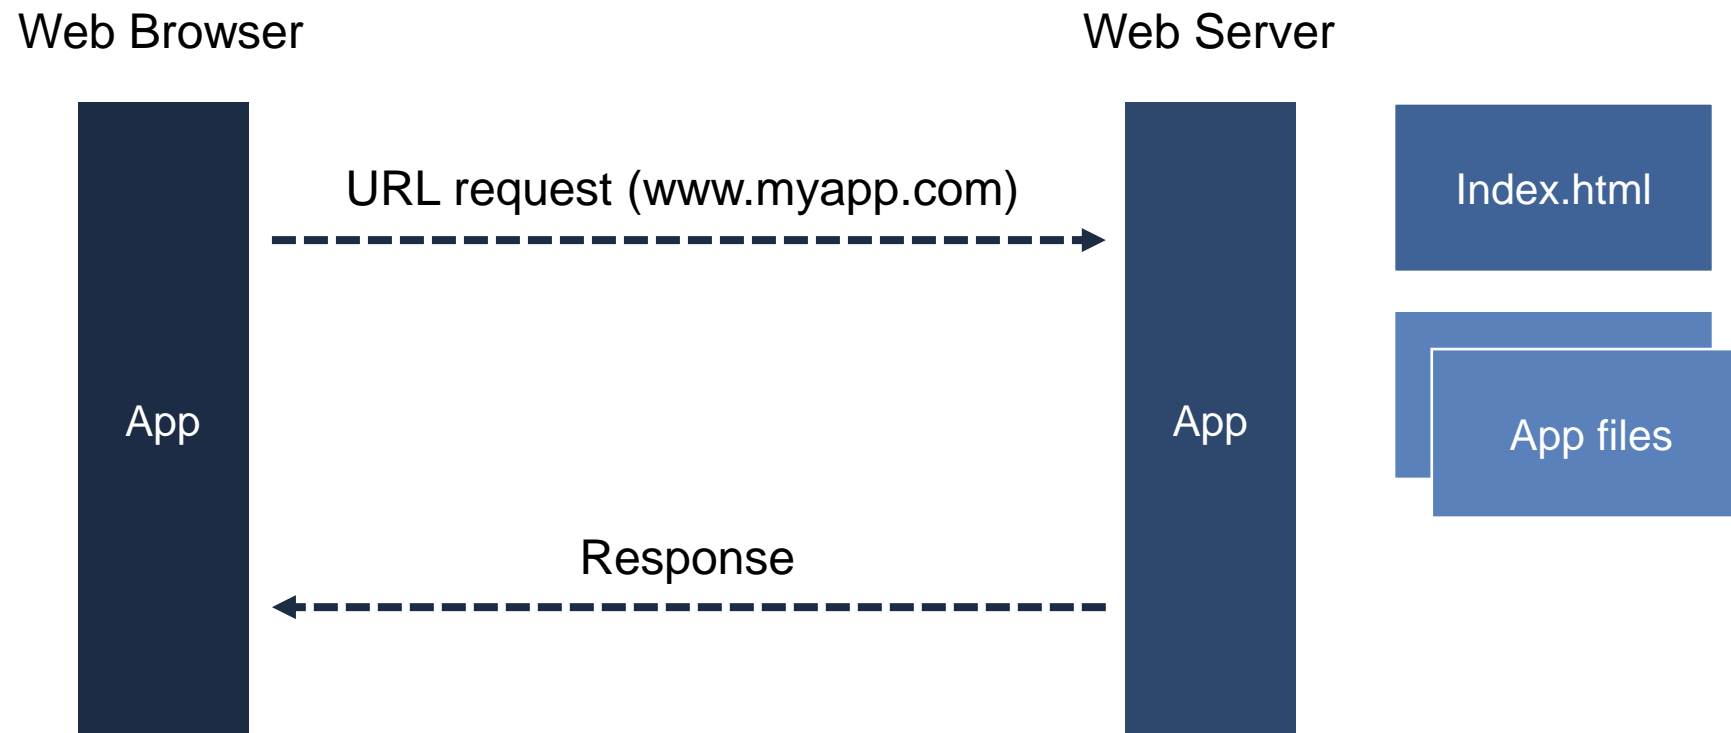 Web Browser
Web Server
URL request (www.myapp.com)
Index.html
App
App
App files
Response